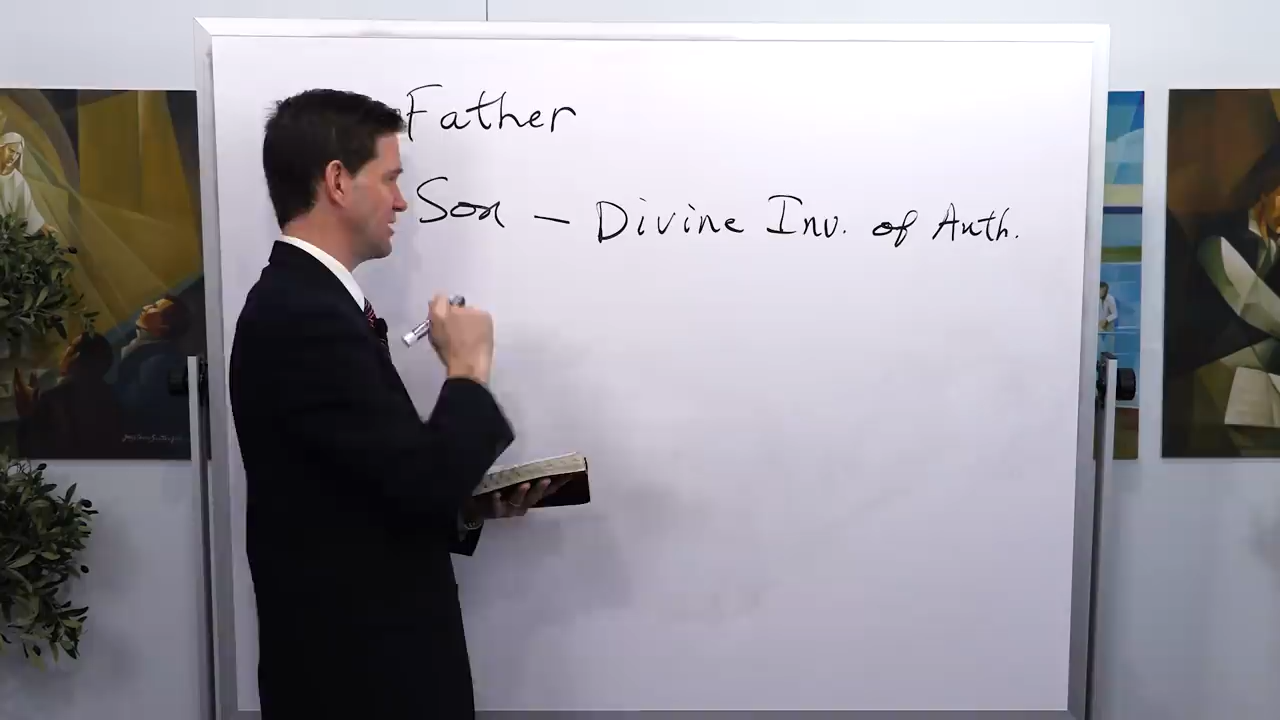 Father
Son – Divine Inv. of Auth.